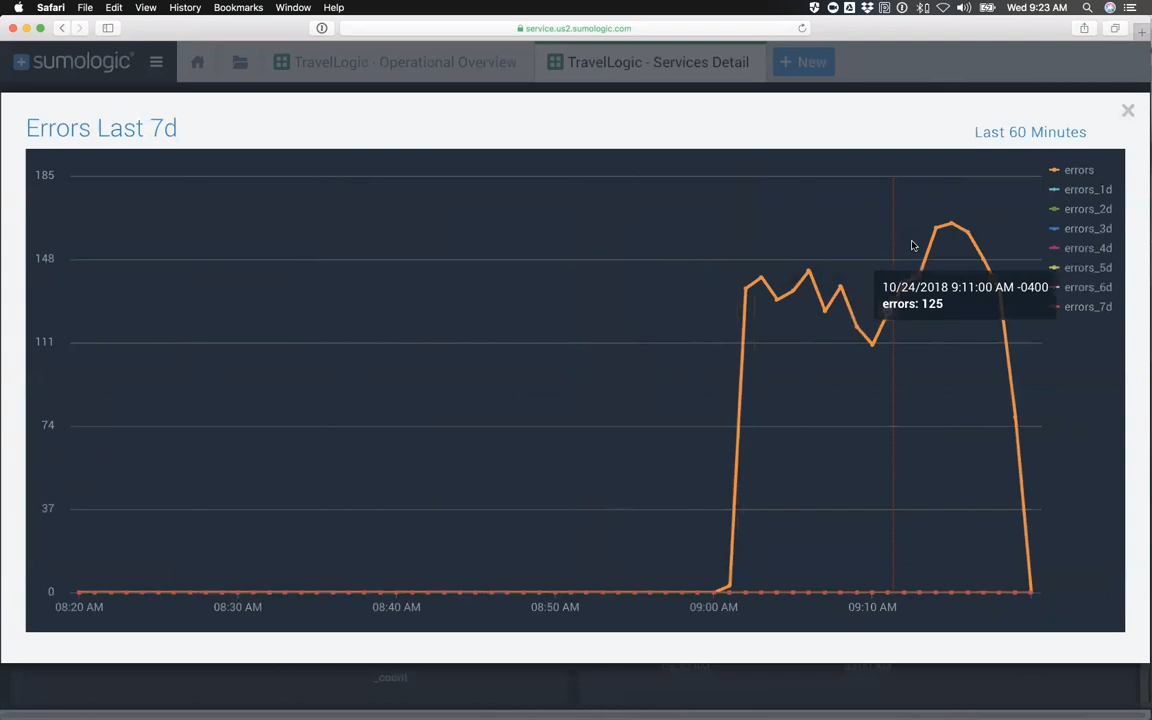 Safari File Edit View History Bookmarks Window Help Wed 9:23 AM
service.us2.sumologic.com
sumologic TravelLogic - Operational Overview TravelLogic - Services Detail + New
Errors Last 7d
Last 60 Minutes
185
148
111
74
37
0
08:20 AM 08:30 AM 08:40 AM 08:50 AM 09:00 AM 09:10 AM
errors
errors_1d
errors_2d
errors_3d
errors_4d
errors_5d
errors_6d
errors_7d
10/24/2018 9:11:00 AM -0400
errors: 125
_count